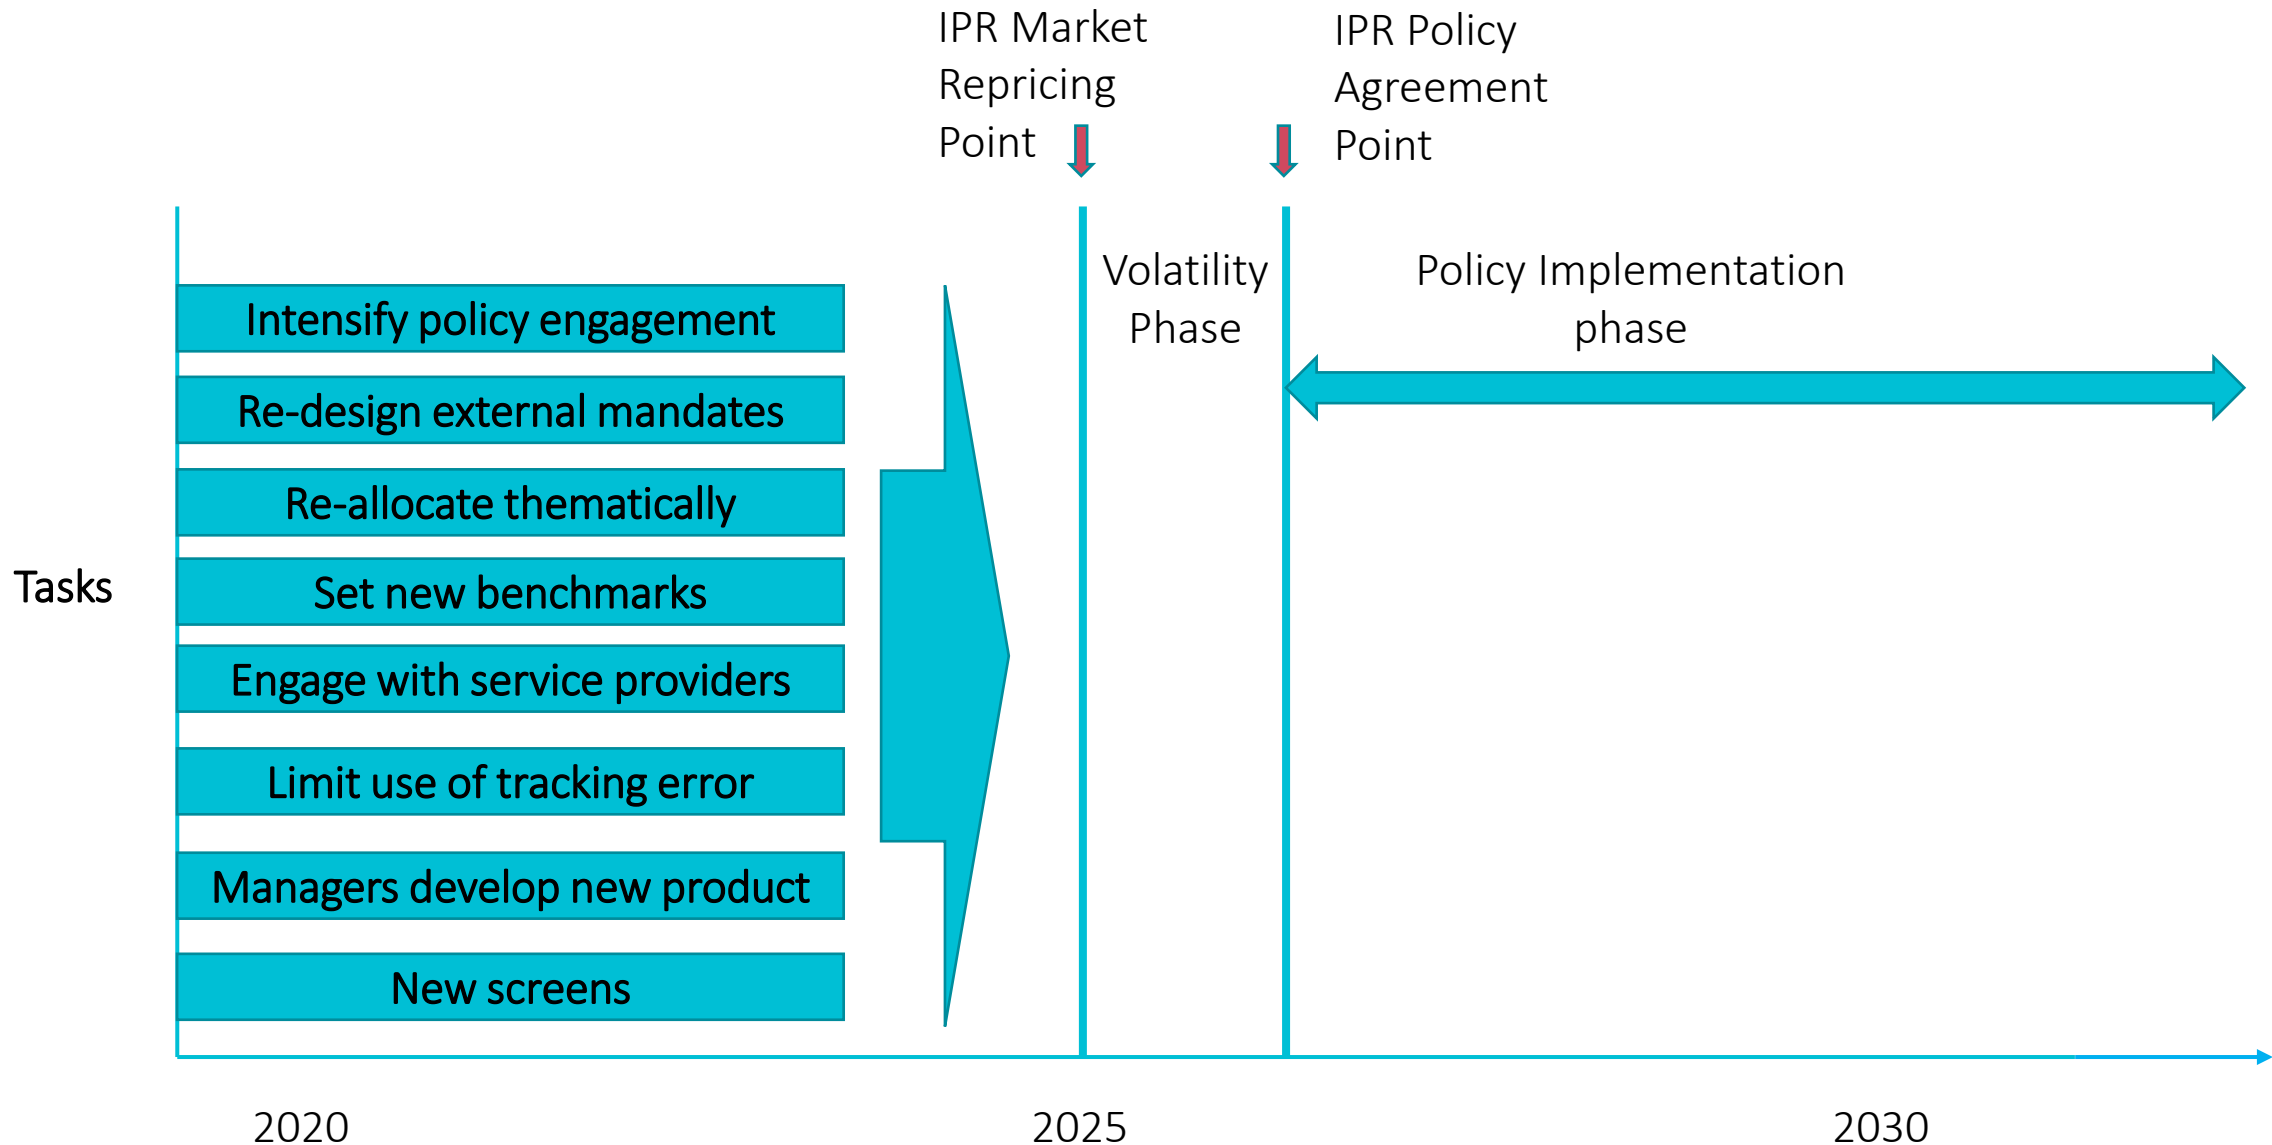 IPR Market
Repricing
Point
IPR Policy
Agreement
Point
Volatility
Phase
Policy Implementation
phase
Tasks
Intensify policy engagement
Re-design external mandates
Re-allocate thematically
Set new benchmarks
Engage with service providers
Limit use of tracking error
Managers develop new product
New screens
2020
2025
2030